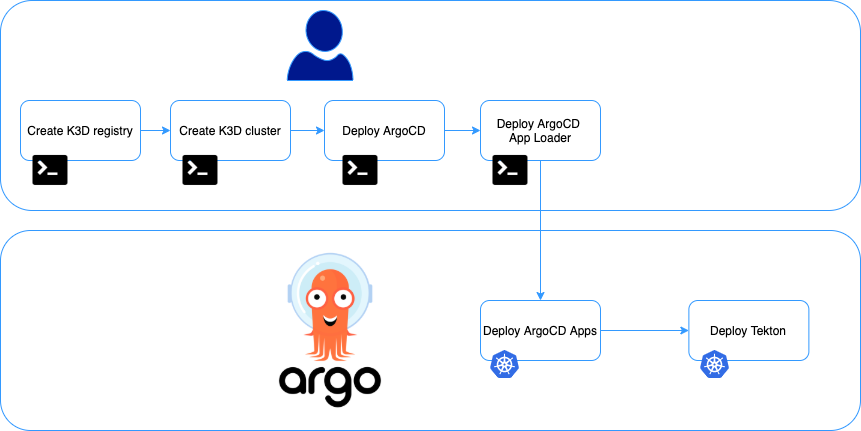 Create K3D registry
Create K3D cluster
Deploy ArgoCD
Deploy ArgoCD
App Loader
argo
Deploy ArgoCD Apps
Deploy Tekton